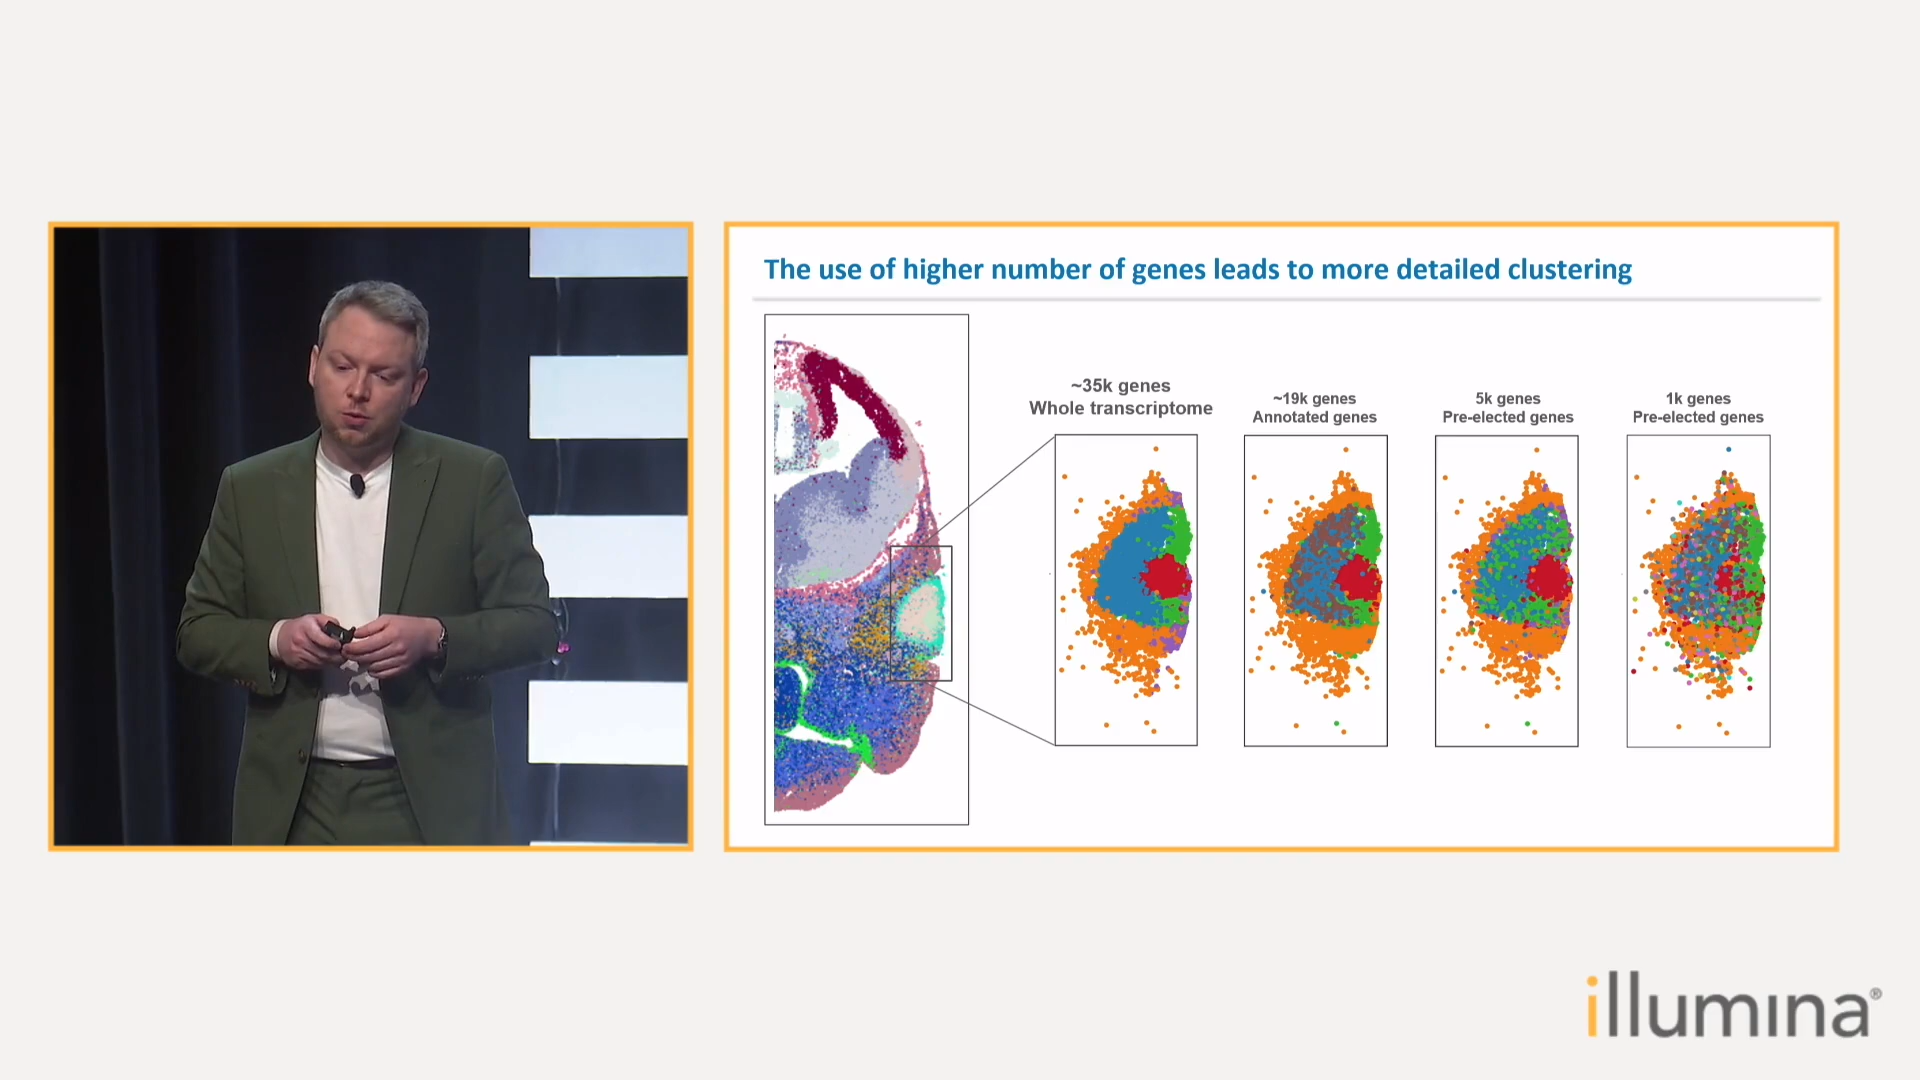 The use of higher number of genes leads to more detailed clustering
~35k genes
Whole transcriptome
~19k genes
Annotated genes
5k genes
Pre-elected genes
1k genes
Pre-elected genes
illumina®